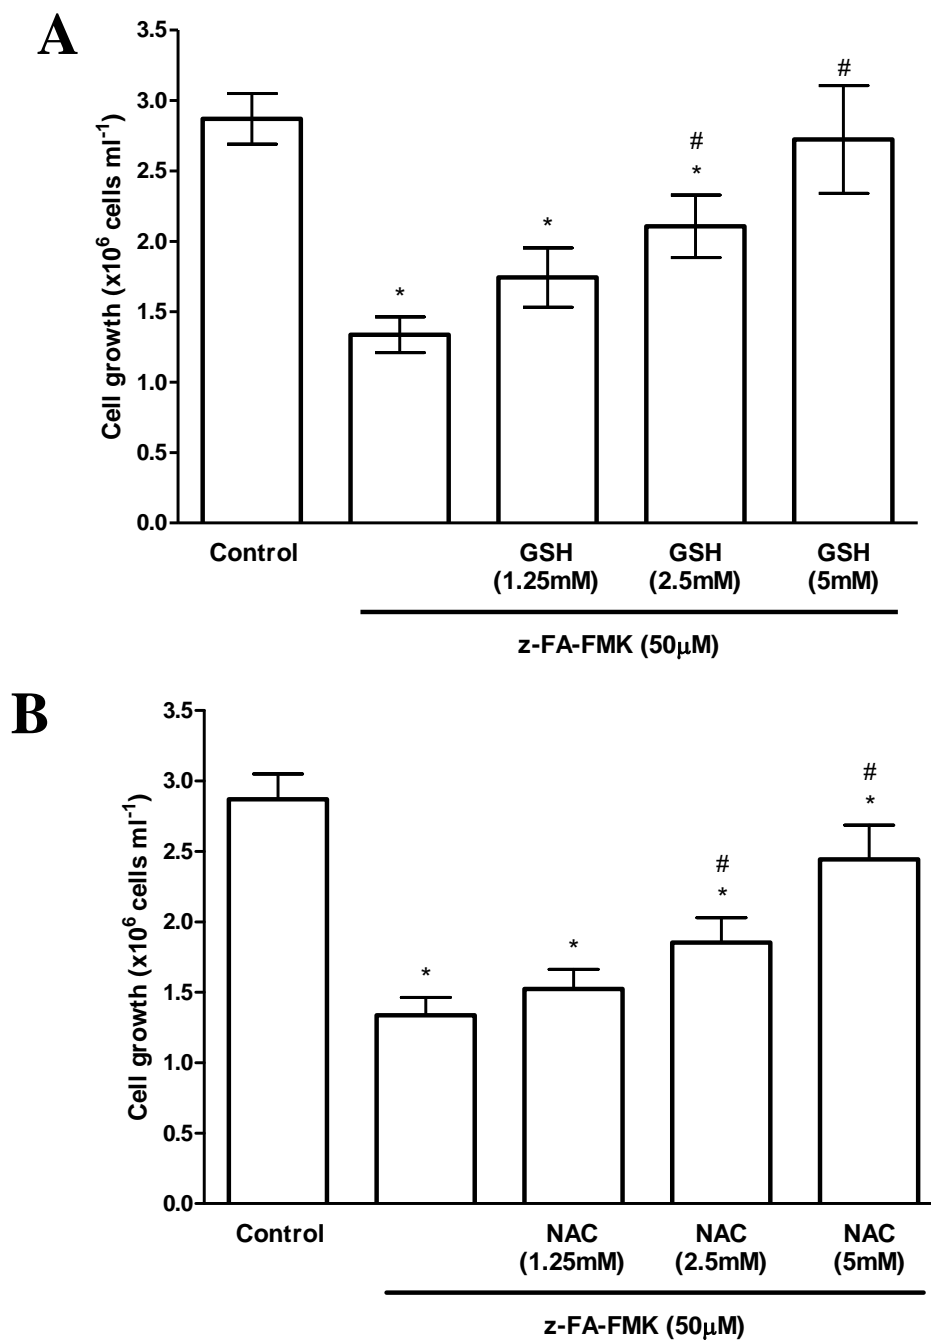 A
Cell growth (x10⁶ cells ml⁻¹)
3.5
3.0
2.5
2.0
1.5
1.0
0.5
0.0
*
*
#
*
#
Control
GSH
(1.25mM)
GSH
(2.5mM)
GSH
(5mM)
z-FA-FMK (50μM)
B
Cell growth (x10⁶ cells ml⁻¹)
3.5
3.0
2.5
2.0
1.5
1.0
0.5
0.0
*
*
#
*
#
*
Control
NAC
(1.25mM)
NAC
(2.5mM)
NAC
(5mM)
z-FA-FMK (50μM)